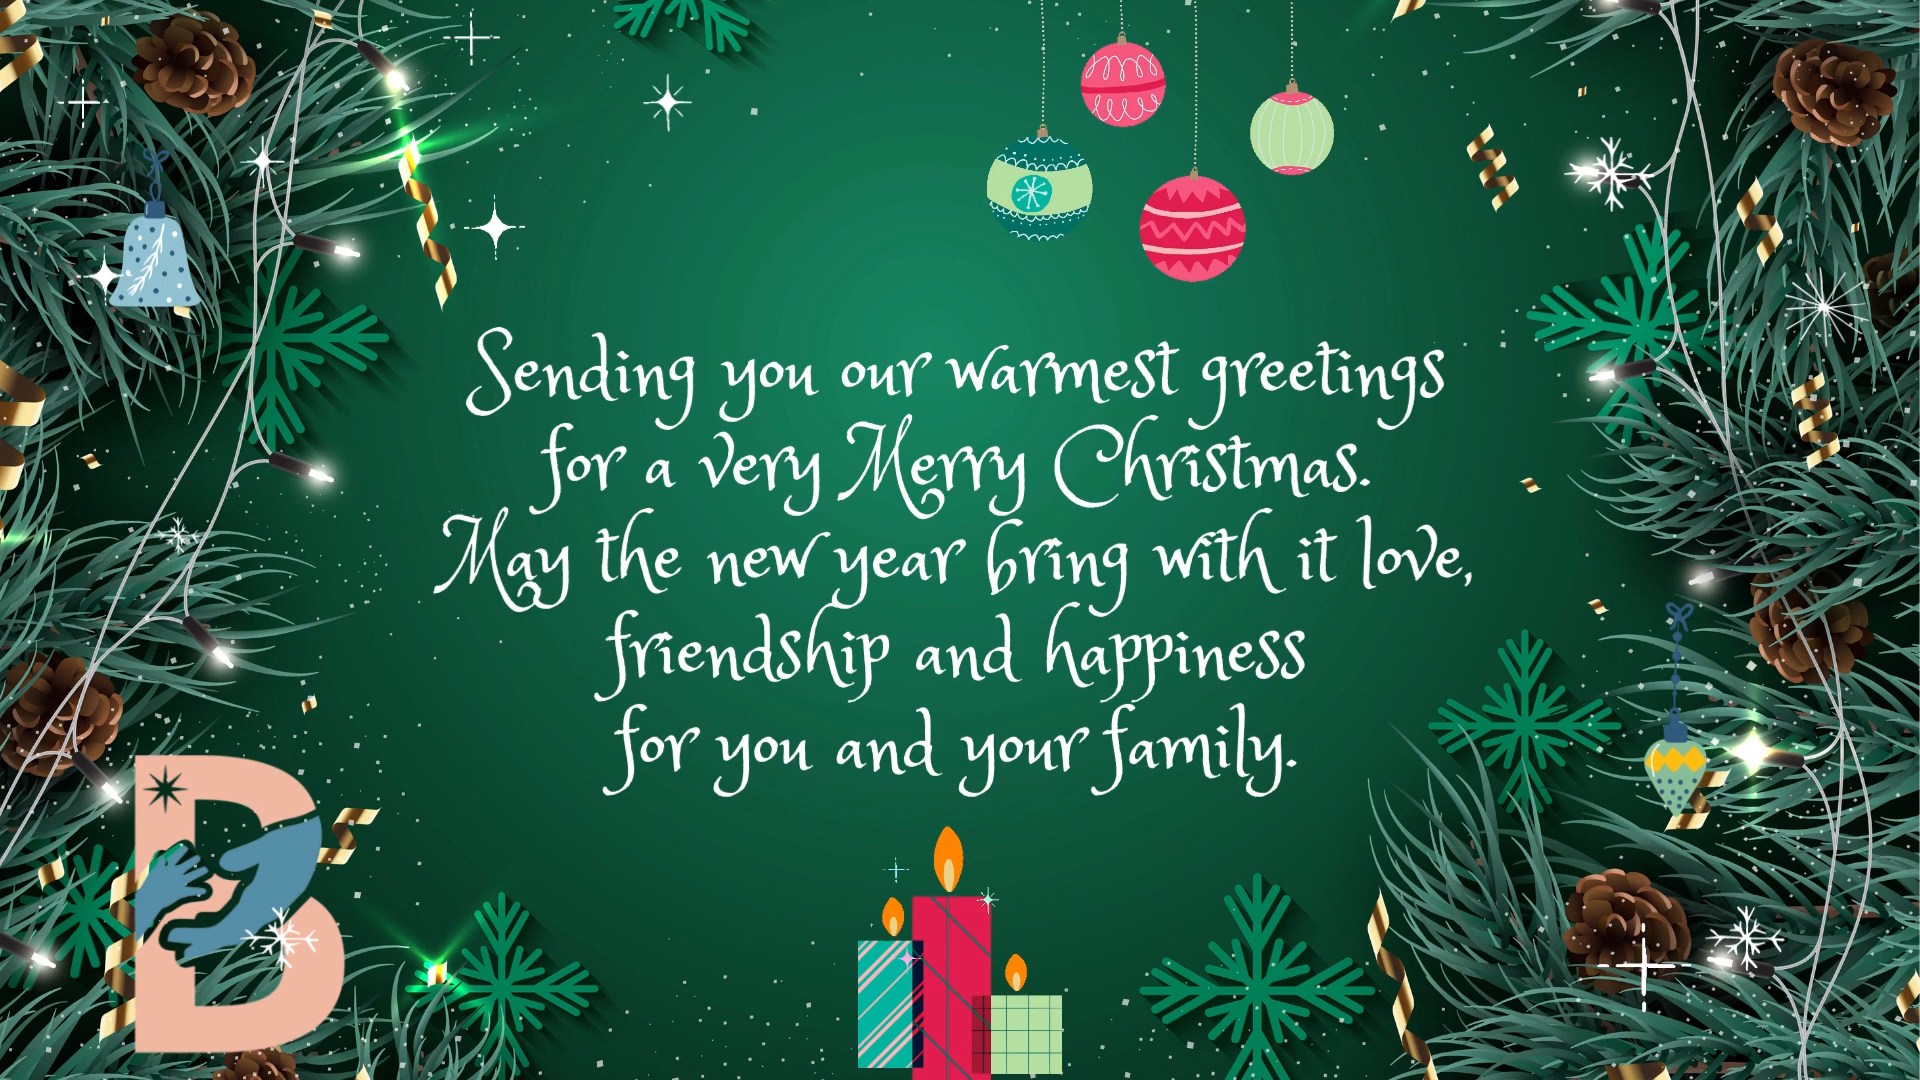 Sending you our warmest greetings
for a very Merry Christmas.
May the new year bring with it love,
friendship and happiness
for you and your family.
B